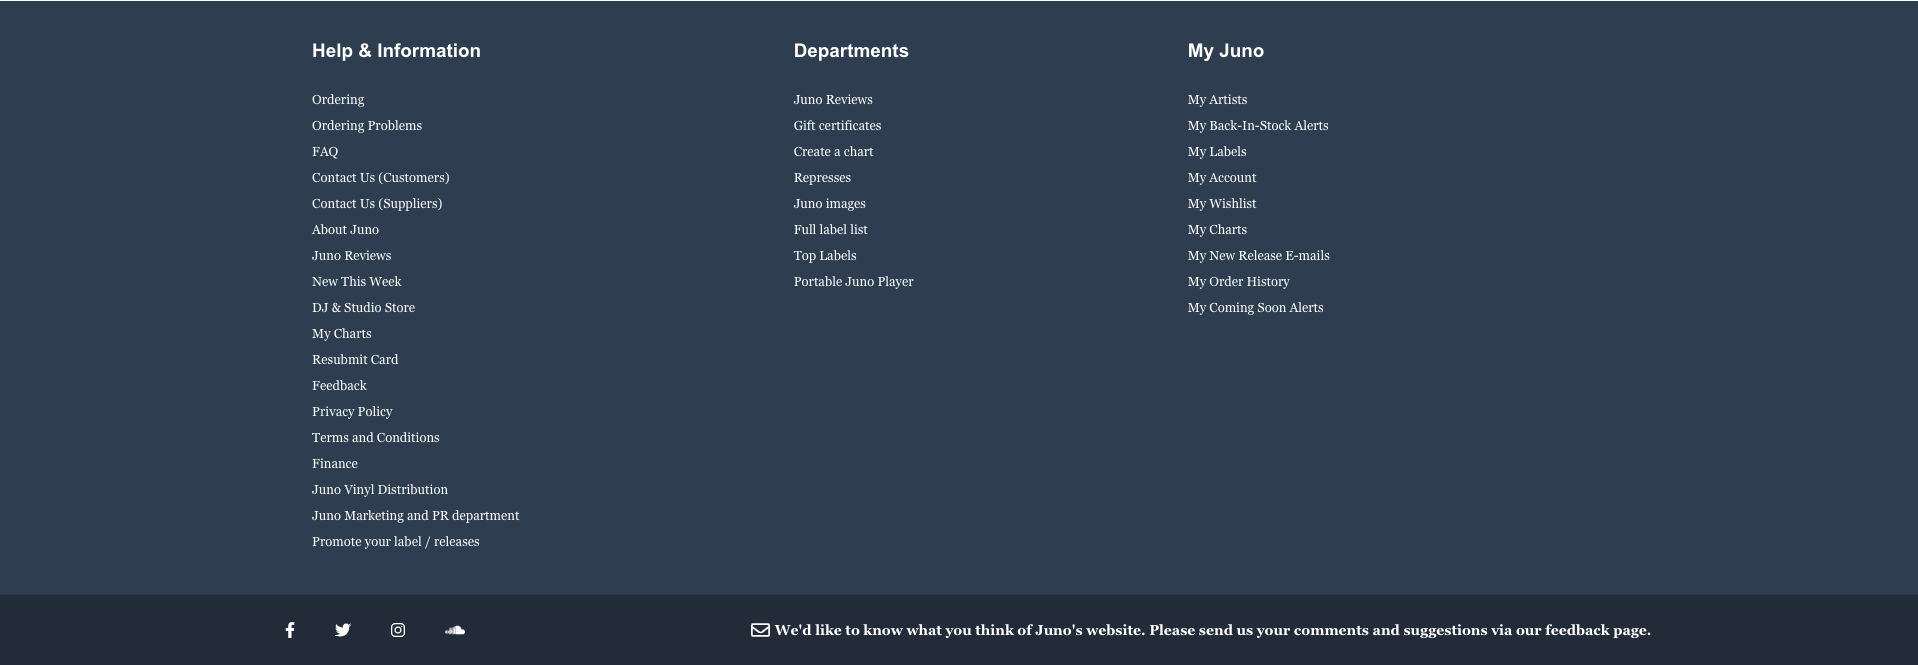 Help & Information
Ordering
Ordering Problems
FAQ
Contact Us (Customers)
Contact Us (Suppliers)
About Juno
Juno Reviews
New This Week
DJ & Studio Store
My Charts
Resubmit Card
Feedback
Privacy Policy
Terms and Conditions
Finance
Juno Vinyl Distribution
Juno Marketing and PR department
Promote your label / releases
Departments
Juno Reviews
Gift certificates
Create a chart
Represses
Juno images
Full label list
Top Labels
Portable Juno Player
My Juno
My Artists
My Back-In-Stock Alerts
My Labels
My Account
My Wishlist
My Charts
My New Release E-mails
My Order History
My Coming Soon Alerts
We'd like to know what you think of Juno's website. Please send us your comments and suggestions via our feedback page.